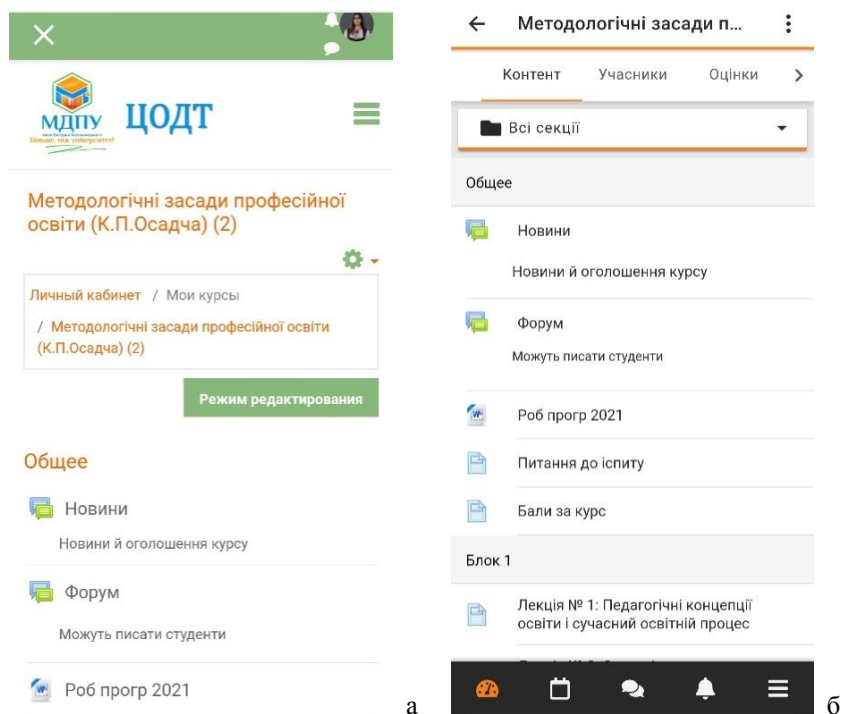 МДПУ
ЦОДТ
Методологічні засади професійної
освіти (К.П.Осадча) (2)
Личный кабинет / Мои курсы
/ Методологічні засади професійної освіти
(К.П.Осадча) (2)
Режим редактирования
Общее
Новини
Новини й оголошення курсу
Форум
Можуть писати студенти
Роб прогр 2021
а
Методологічні засади п...
Контент Учасники Оцінки
Всі секції
Общее
Новини
Новини й оголошення курсу
Форум
Можуть писати студенти
Роб прогр 2021
Питання до іспиту
Бали за курс
Блок 1
Лекція № 1: Педагогічні концепції
освіти і сучасний освітній процес
б